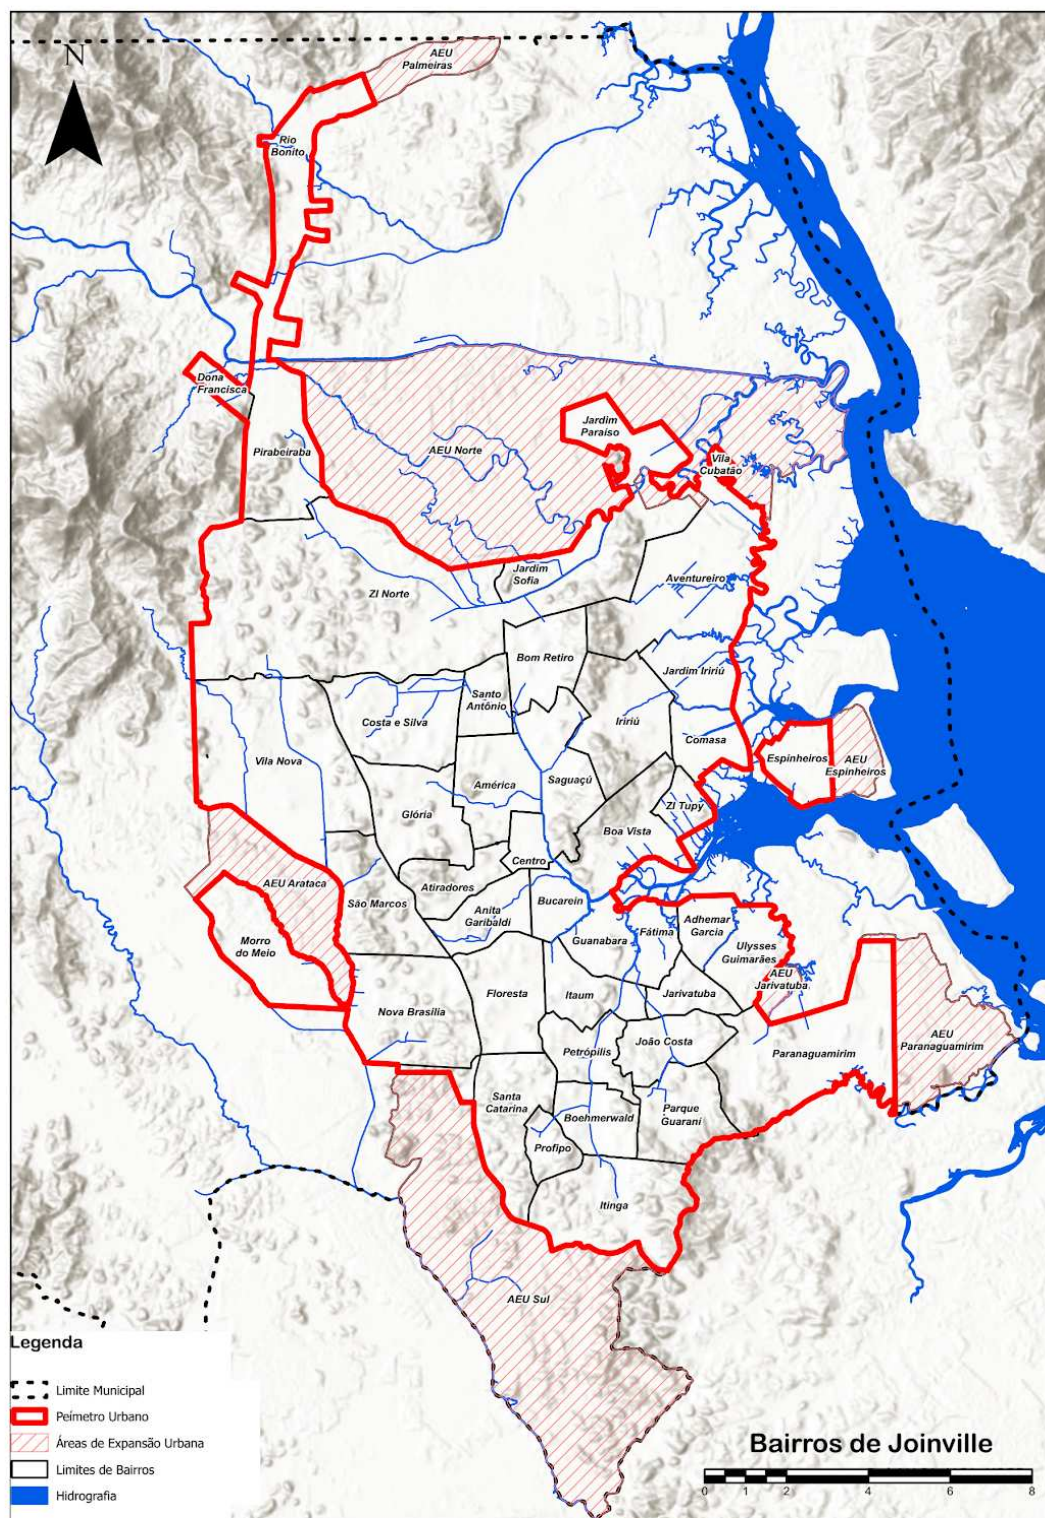 AEU
Palmeiras
N
Rio
Bonito
Dona
Francisca
Jardim
Paraíso
Pirabeiraba
AEU Norte
Vila
Cubatão
Jardim
Sofia
Aventureiro
ZI Norte
Bom Retiro
Jardim Iririú
Santo
Antônio
Costa e Silva
Iririú
Comasa
Vila Nova
Espinheiros
AEU
Espinheiros
América
Saguaçú
ZI Tupy
Glória
Boa Vista
Centro
AEU Arataca
Atiradores
São Marcos
Anita
Garibaldi
Bucarein
Morro
do Meio
Guanabara
Fátima
Adhemar
Garcia
Ulysses
Guimarães
AEU
Jarivatuba
Floresta
Itaum
Jarivatuba
Nova Brasília
AEU
Paranaguamirim
Petrópilis
João Costa
Paranaguamirim
Santa
Catarina
Boehmerwald
Parque
Guarani
Profipo
Itinga
AEU Sul
Legenda
Limite Municipal
Peímetro Urbano
Áreas de Expansão Urbana
Limites de Bairros
Hidrografia
Bairros de Joinville
0 1 2 4 6 8